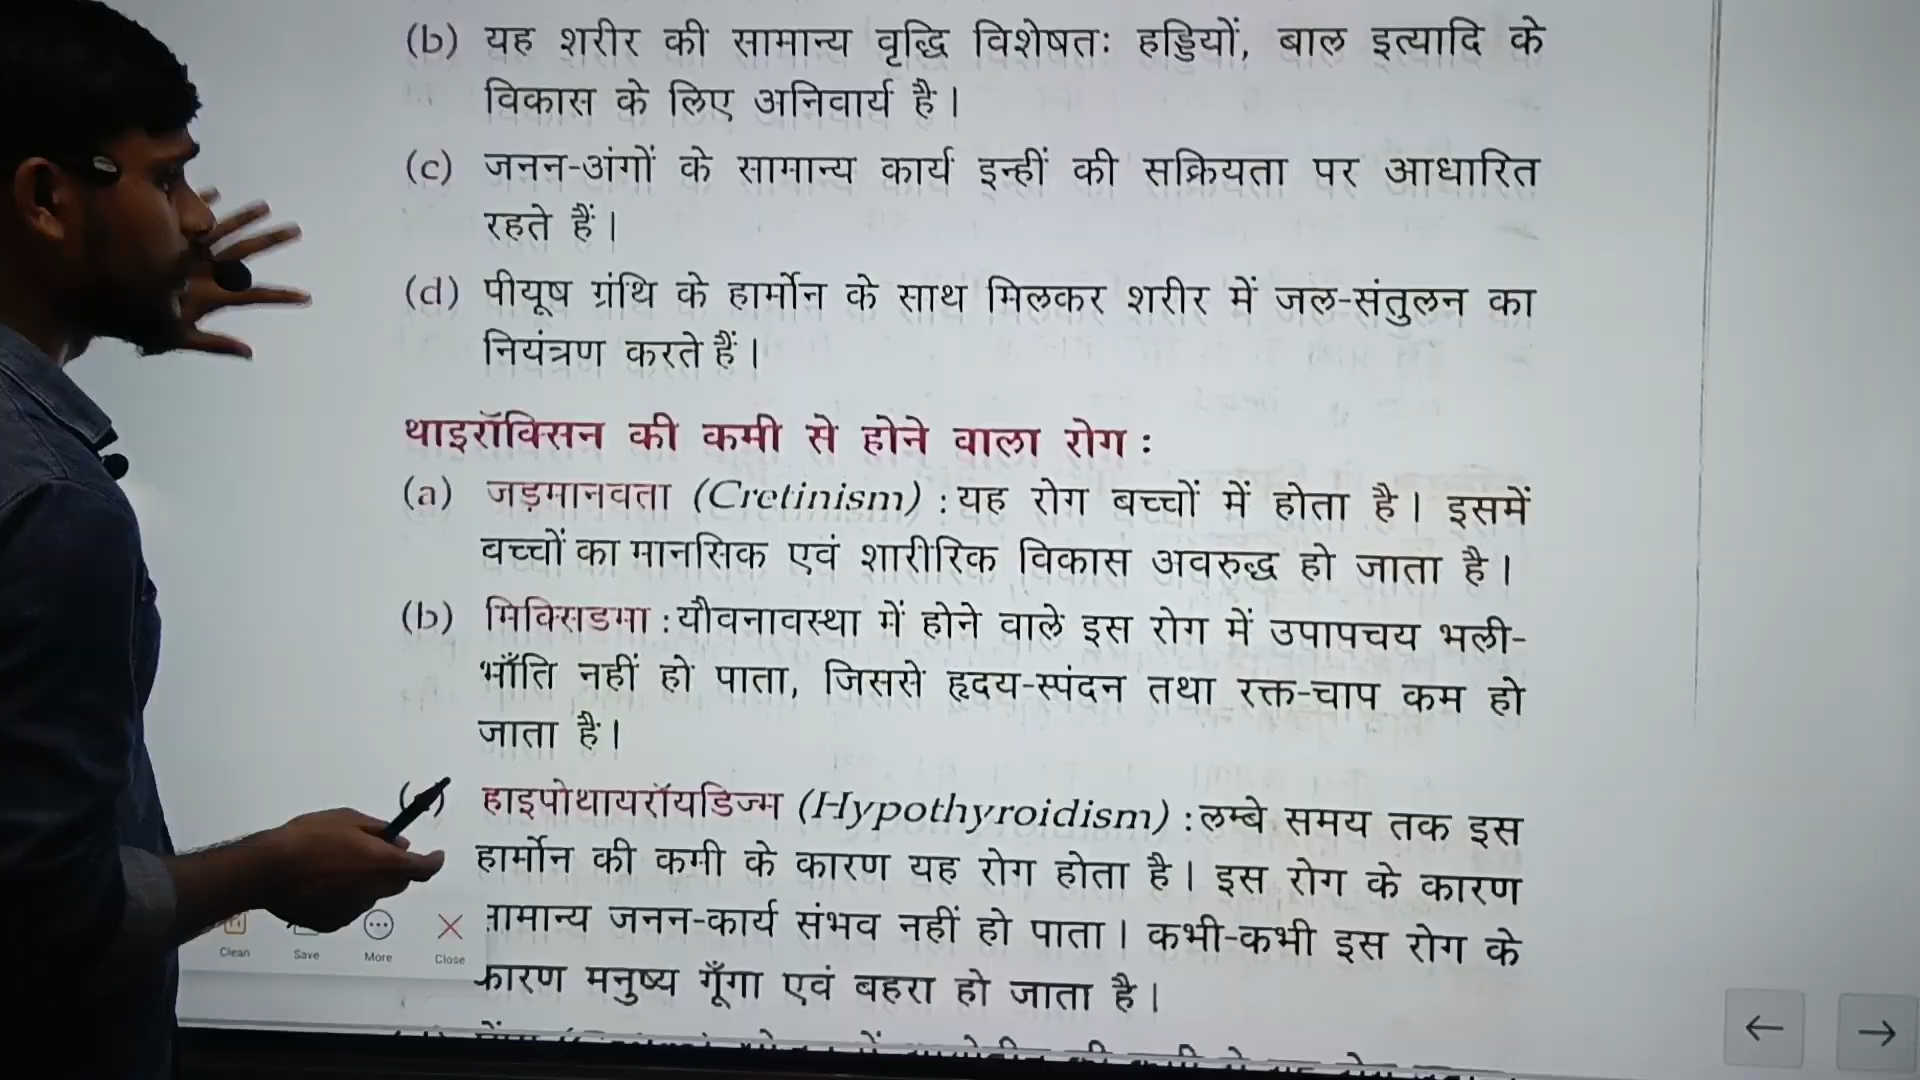 (b) यह शरीर की सामान्य वृद्धि विशेषतः हड्डियों, बाल इत्यादि के
विकास के लिए अनिवार्य है।
(c) जनन-अंगों के सामान्य कार्य इन्हीं की सक्रियता पर आधारित
रहते हैं।
(d) पीयूष ग्रंथि के हार्मोन के साथ मिलकर शरीर में जल-संतुलन का
नियंत्रण करते हैं।
थाइरॉक्सिन की कमी से होने वाला रोग :
(a) जड़मानवता (Cretinism) : यह रोग बच्चों में होता है। इसमें
बच्चों का मानसिक एवं शारीरिक विकास अवरुद्ध हो जाता है।
(b) मिक्सिडमा : यौवनावस्था में होने वाले इस रोग में उपापचय भली-
भाँति नहीं हो पाता, जिससे हृदय-स्पंदन तथा रक्त-चाप कम हो
जाता है।
हाइपोथायरॉयडिज्म (Hypothyroidism) : लम्बे समय तक इस
हार्मोन की कमी के कारण यह रोग होता है। इस रोग के कारण
सामान्य जनन-कार्य संभव नहीं हो पाता। कभी-कभी इस रोग के
कारण मनुष्य गूँगा एवं बहरा हो जाता है।
Clean Save More Close